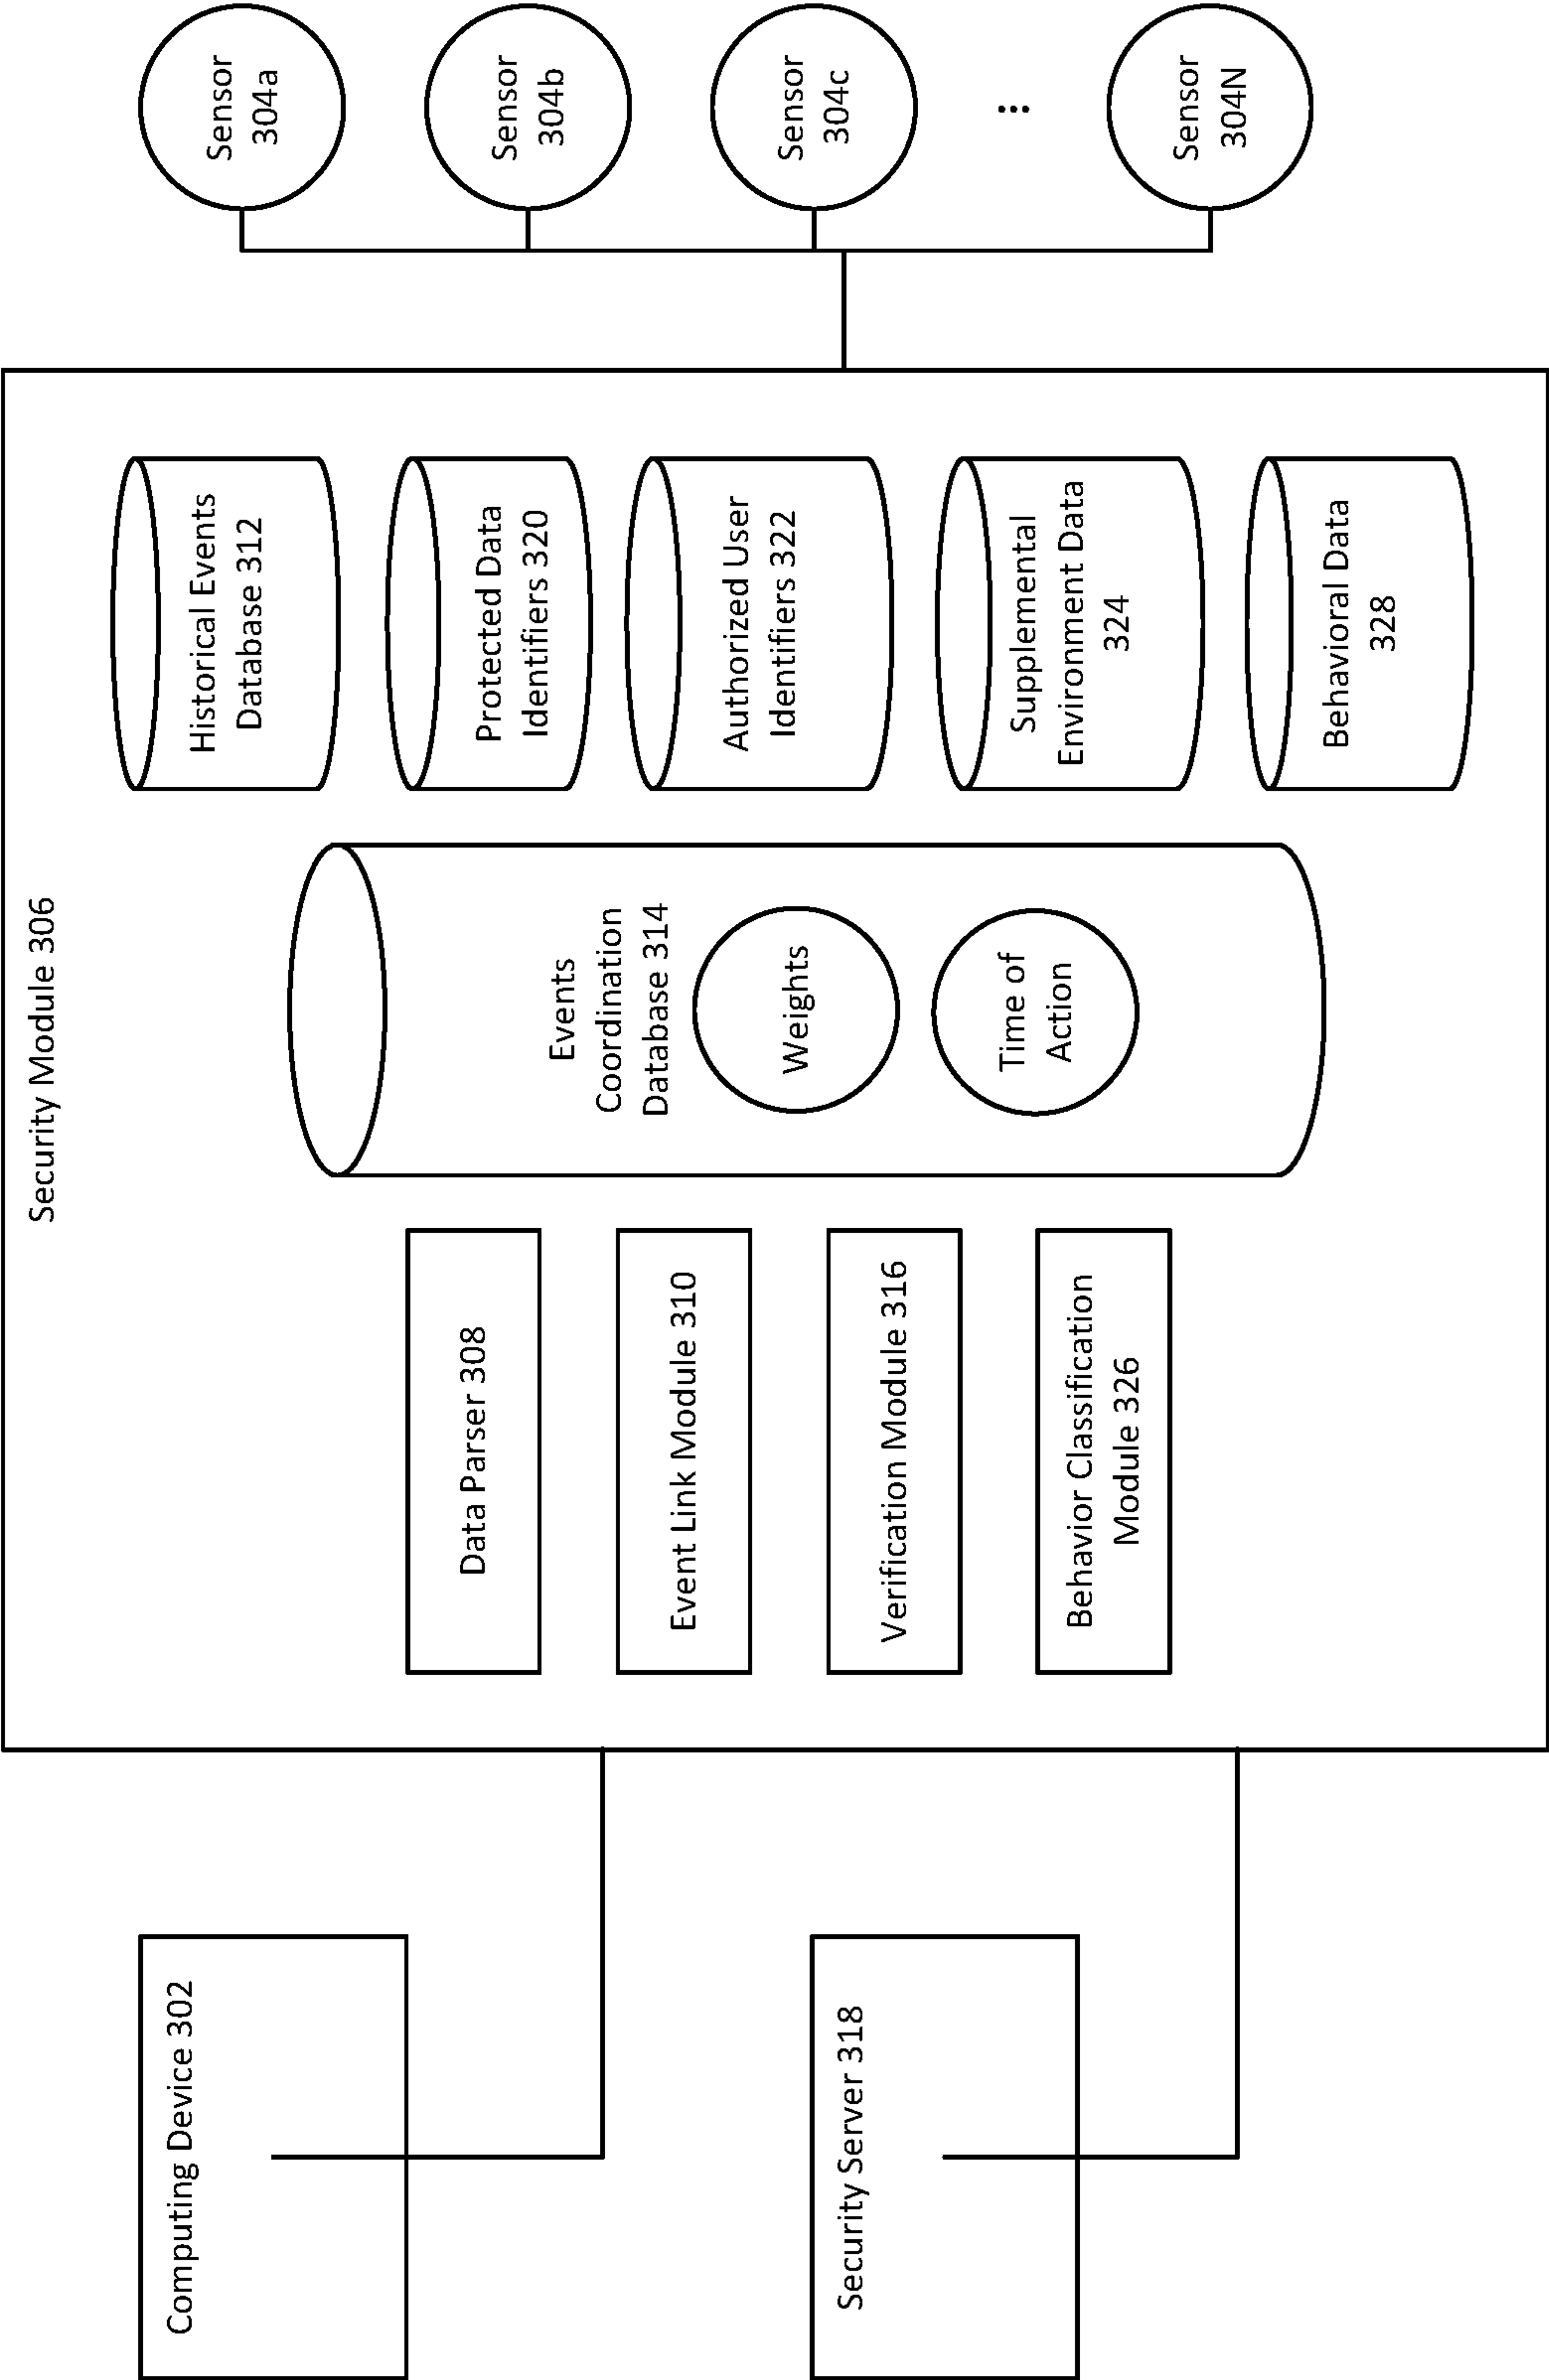 Computing Device 302
Security Server 318
Security Module 306
Data Parser 308
Event Link Module 310
Verification Module 316
Behavior Classification
Module 326
Events
Coordination
Database 314
Weights
Time of
Action
Historical Events
Database 312
Protected Data
Identifiers 320
Authorized User
Identifiers 322
Supplemental
Environment Data
324
Behavioral Data
328
Sensor
304a
Sensor
304b
Sensor
304c
...
Sensor
304N